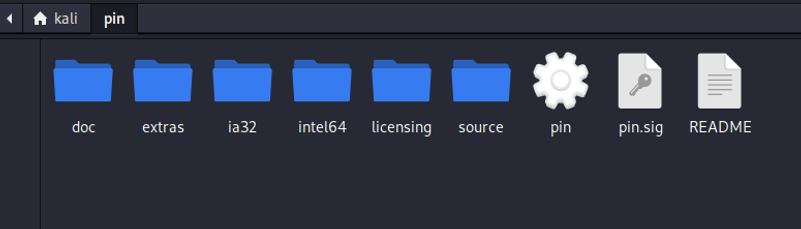 kali pin
doc extras ia32 intel64 licensing source pin pin.sig README